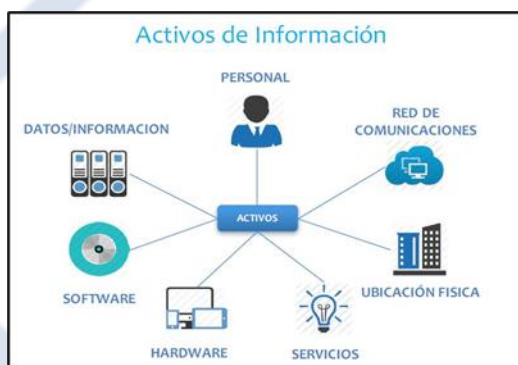 Activos de Información
PERSONAL
RED DE
COMUNICACIONES
DATOS/INFORMACION
ACTIVOS
SOFTWARE
UBICACIÓN FISICA
HARDWARE
SERVICIOS